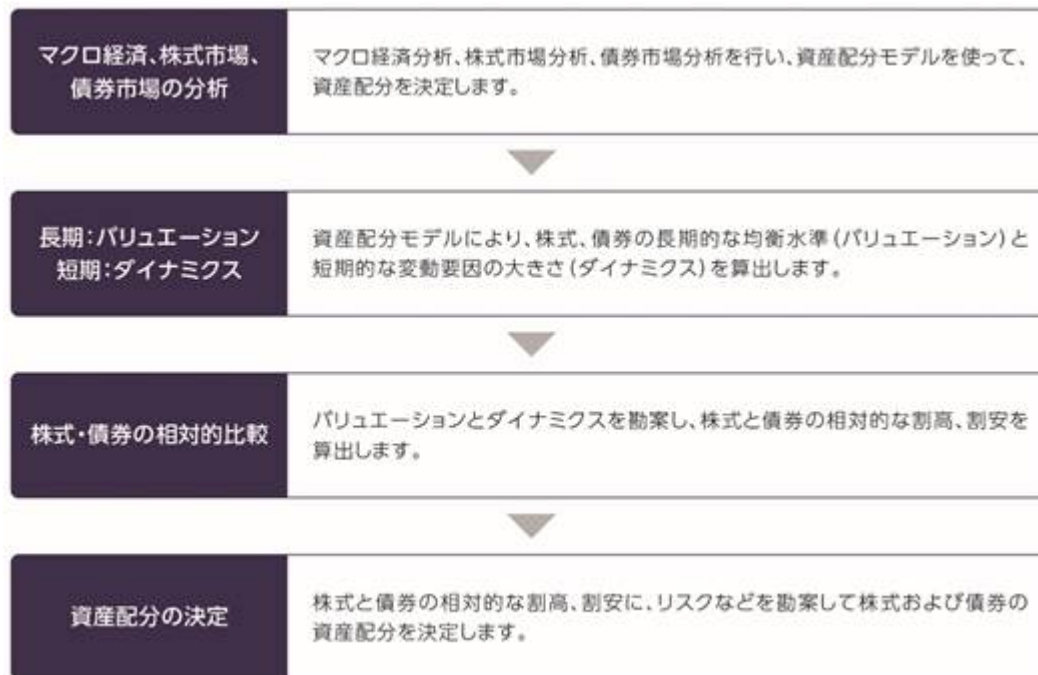 マクロ経済、株式市場、
債券市場の分析
マクロ経済分析、株式市場分析、債券市場分析を行い、資産配分モデルを使って、
資産配分を決定します。
長期:バリュエーション
短期:ダイナミクス
資産配分モデルにより、株式、債券の長期的な均衡水準(バリュエーション)と
短期的な変動要因の大きさ(ダイナミクス)を算出します。
株式・債券の相対的比較
バリュエーションとダイナミクスを勘案し、株式と債券の相対的な割高、割安を
算出します。
資産配分の決定
株式と債券の相対的な割高、割安に、リスクなどを勘案して株式および債券の
資産配分を決定します。